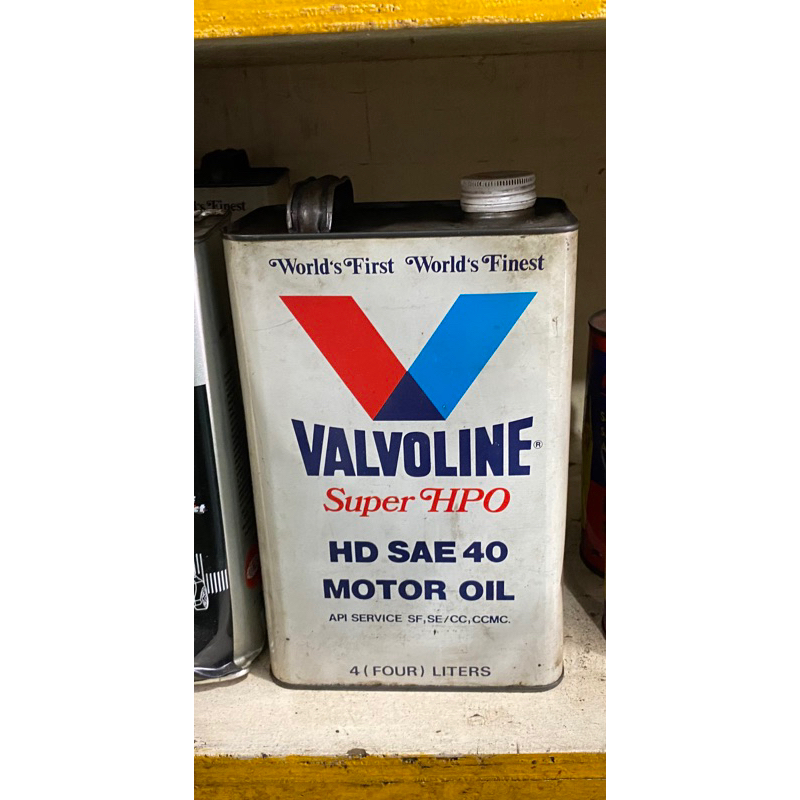 World's First World's Finest
VALVOLINE®
Super HPO
HD SAE 40
MOTOR OIL
API SERVICE SF,SE/CC,CCMC.
4 (FOUR) LITERS
Finest